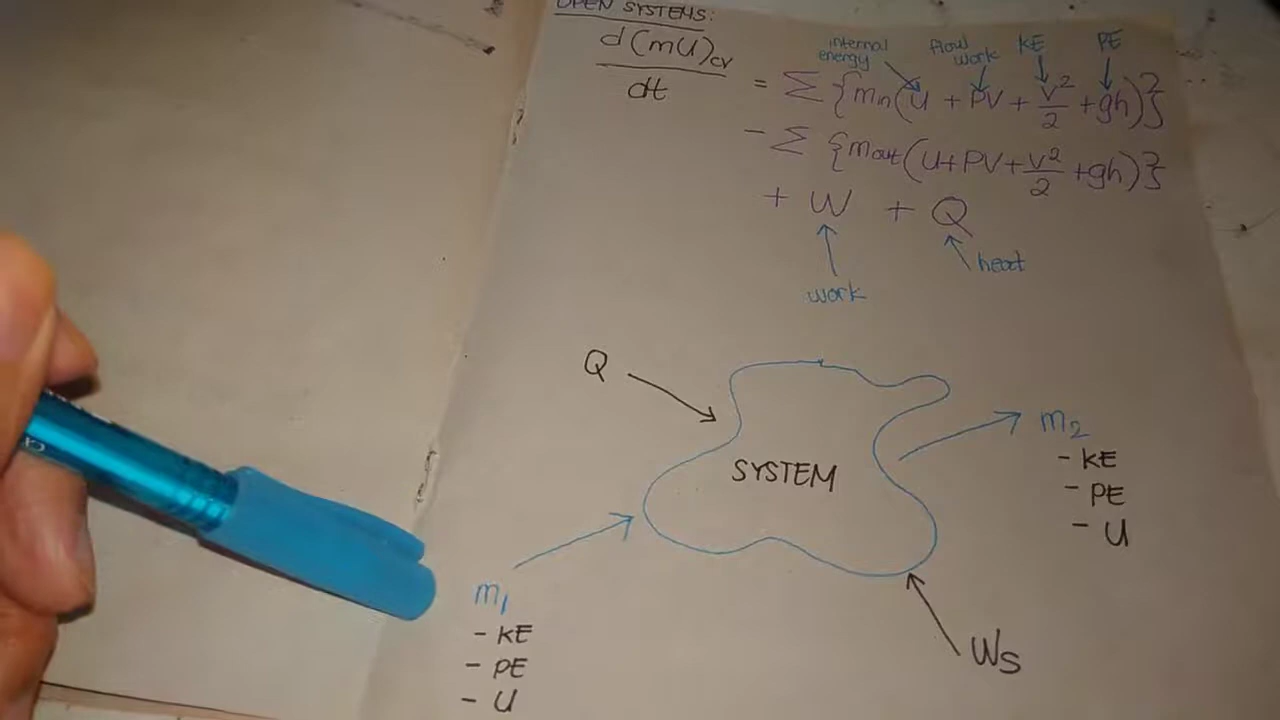 OPEN SYSTEMS:
d(mU)cv
dt
internal energy
flow work
KE
PE
= Σ {min(U + PV + v²/2 + gh)}
- Σ {mout(U+PV+v²/2 +gh)}
+ W + Q
work
heat
Q
SYSTEM
m2
- KE
- PE
- U
m1
- KE
- PE
- U
Ws